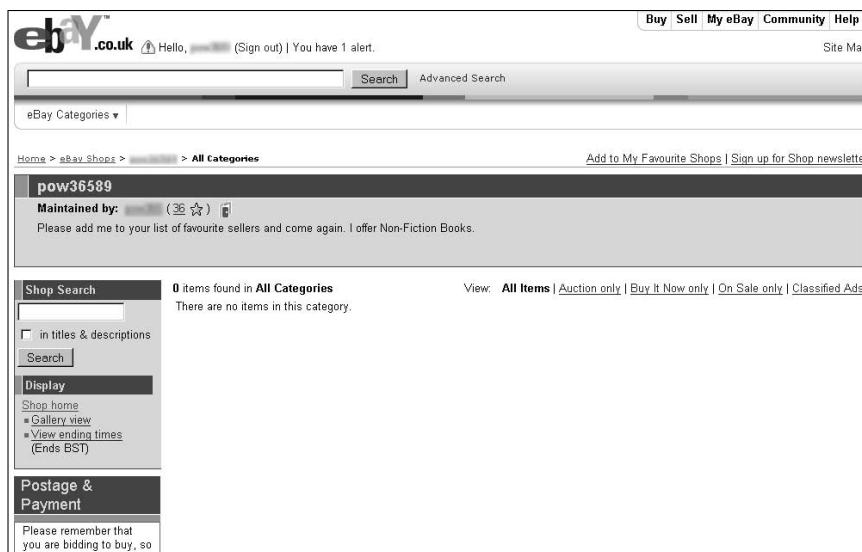 Buy Sell My eBay Community Help
ebaY™.co.uk Hello, (Sign out) | You have 1 alert.
Site Ma
Search Advanced Search
eBay Categories
Home > eBay Shops > > All Categories
Add to My Favourite Shops | Sign up for Shop newslette
pow36589
Maintained by: ( 36 )
Please add me to your list of favourite sellers and come again. I offer Non-Fiction Books.
Shop Search
in titles & descriptions
Search
Display
Shop home
Gallery view
View ending times
(Ends BST)
Postage &
Payment
Please remember that
you are bidding to buy, so
0 items found in All Categories
View: All Items | Auction only | Buy It Now only | On Sale only | Classified Ads
There are no items in this category.